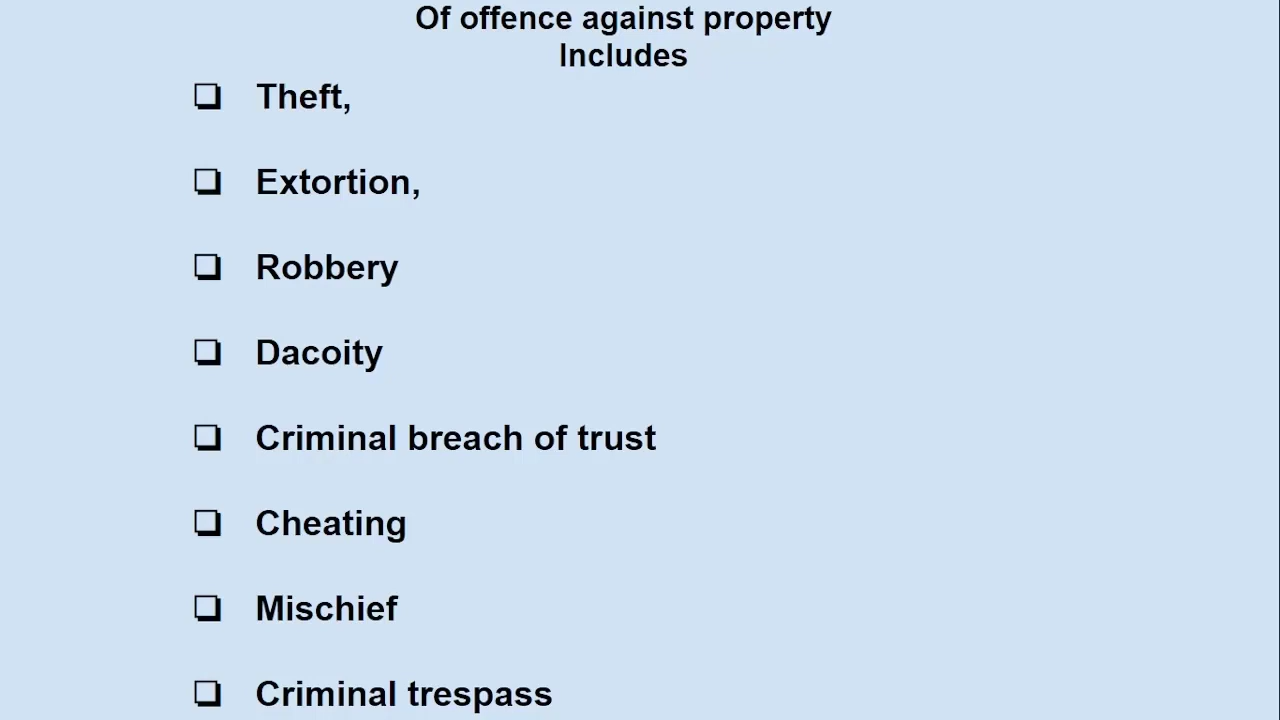 Of offence against property
Includes
❏ Theft,
❏ Extortion,
❏ Robbery
❏ Dacoity
❏ Criminal breach of trust
❏ Cheating
❏ Mischief
❏ Criminal trespass